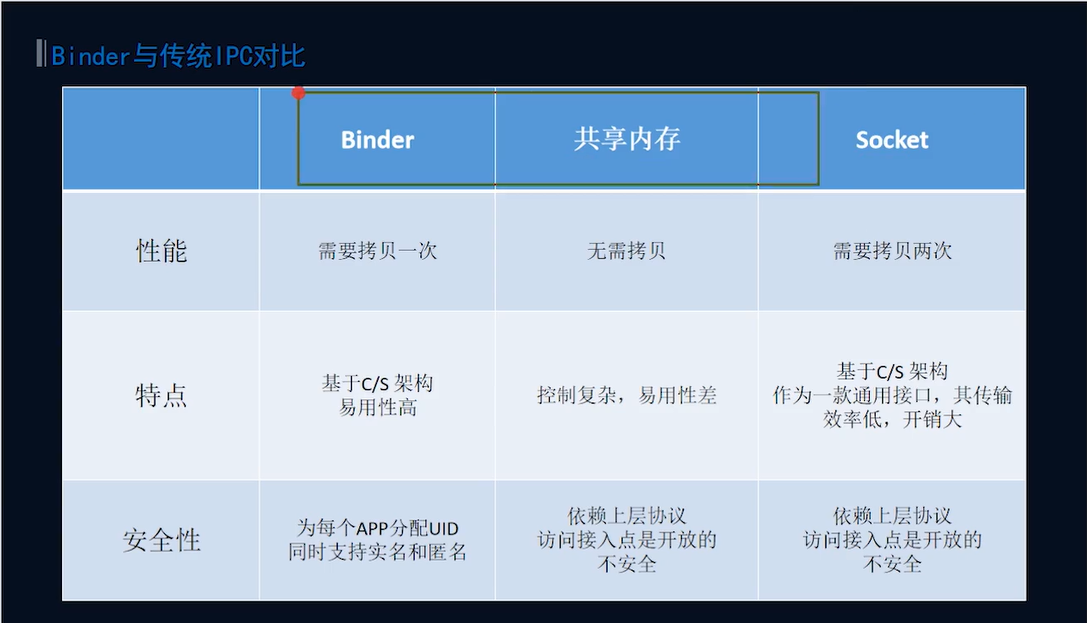 Binder与传统IPC对比
Binder 共享内存 Socket
性能 需要拷贝一次 无需拷贝 需要拷贝两次
特点
基于C/S 架构
易用性高
控制复杂，易用性差
基于C/S 架构
作为一款通用接口，其传输
效率低，开销大
安全性
为每个APP分配UID
同时支持实名和匿名
依赖上层协议
访问接入点是开放的
不安全
依赖上层协议
访问接入点是开放的
不安全